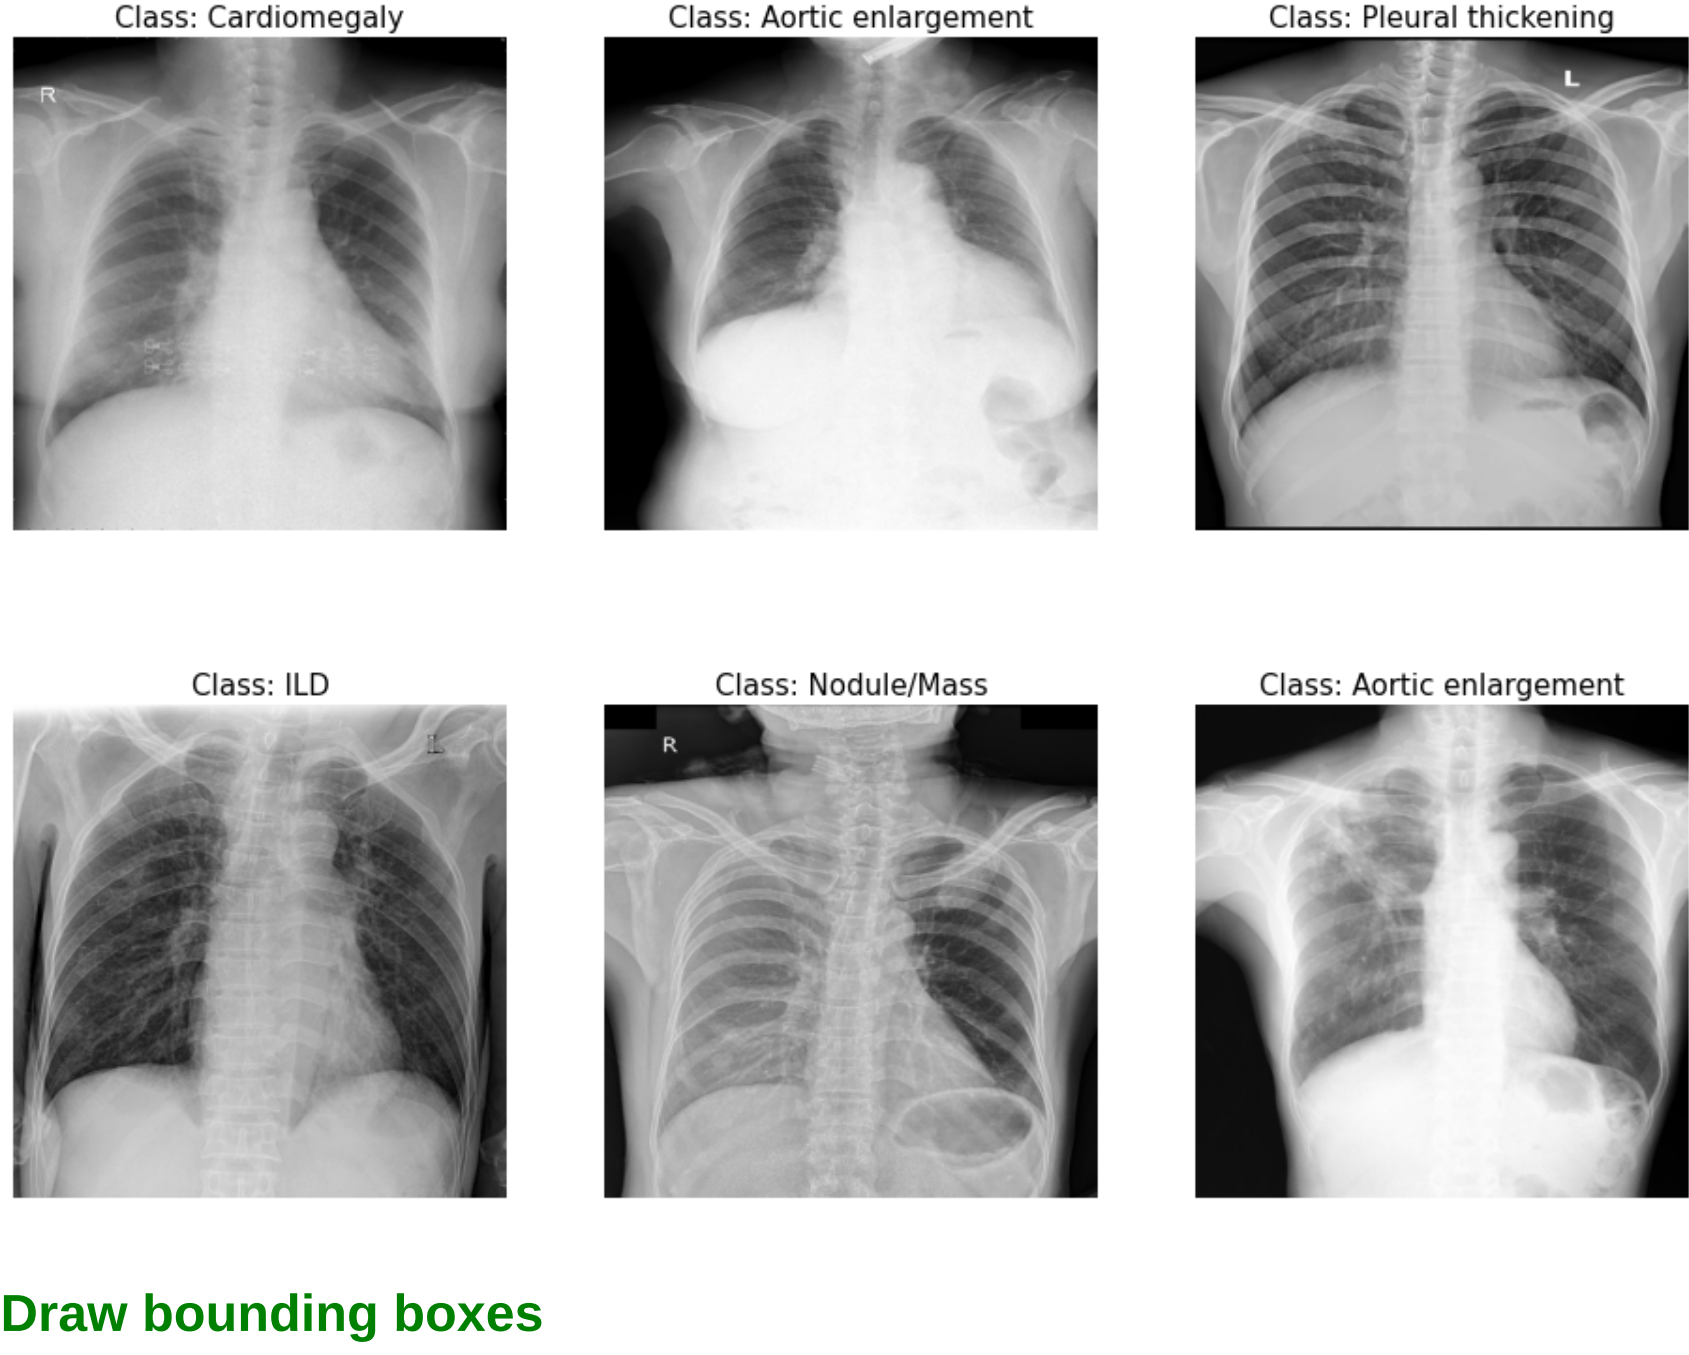 Class: Cardiomegaly
Class: Aortic enlargement
Class: Pleural thickening
R
L
Class: ILD
Class: Nodule/Mass
Class: Aortic enlargement
L
R
Draw bounding boxes